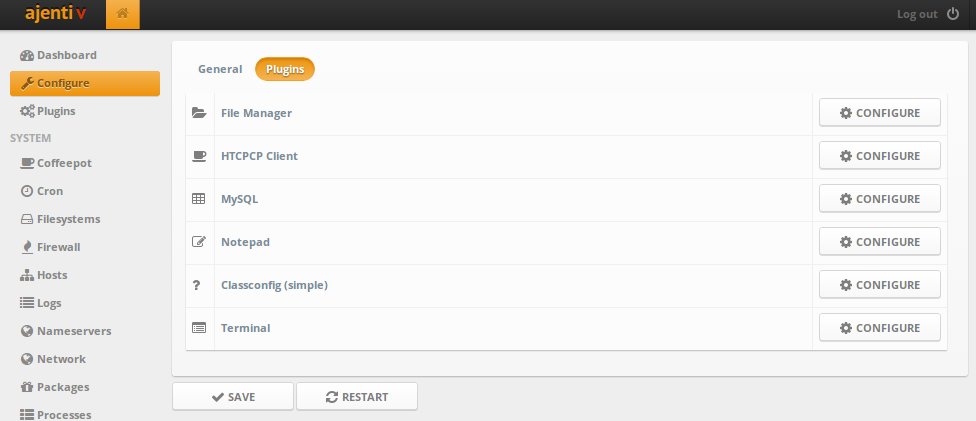 ajenti v
Log out
Dashboard
Configure
Plugins
SYSTEM
Coffeepot
Cron
Filesystems
Firewall
Hosts
Logs
Nameservers
Network
Packages
Processes
General Plugins
File Manager CONFIGURE
HTCPCP Client CONFIGURE
MySQL CONFIGURE
Notepad CONFIGURE
? Classconfig (simple) CONFIGURE
Terminal CONFIGURE
SAVE RESTART